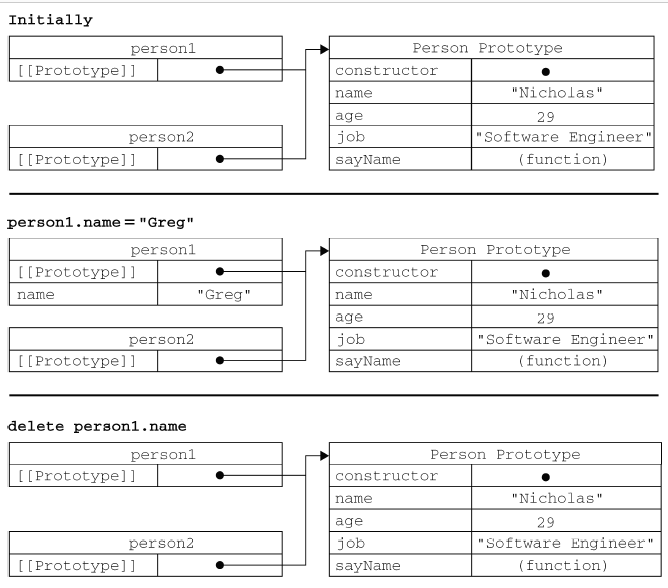 Initially
person1
[[Prototype]]
Person Prototype
constructor
name "Nicholas"
age 29
job "Software Engineer"
sayName (function)
person2
[[Prototype]]
person1.name = "Greg"
person1
[[Prototype]]
name "Greg"
Person Prototype
constructor
name "Nicholas"
age 29
job "Software Engineer"
sayName (function)
person2
[[Prototype]]
delete person1.name
person1
[[Prototype]]
Person Prototype
constructor
name "Nicholas"
age 29
job "Software Engineer"
sayName (function)
person2
[[Prototype]]